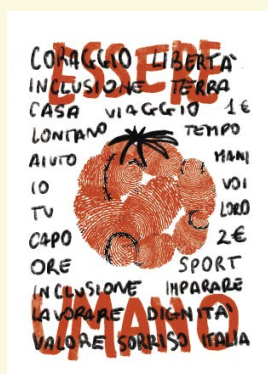 ESSERE
CORAGGIO LIBERTA'
INCLUSIONE TERRA
CASA VIAGGIO 1€
LONTANO TEMPO
AIUTO MANI
IO VOI
TU LORO
CAPO 2€
ORE SPORT
INCLUSIONE IMPARARE
UMANO
LAVORARE DIGNITA'
VALORE SORRISO ITALIA